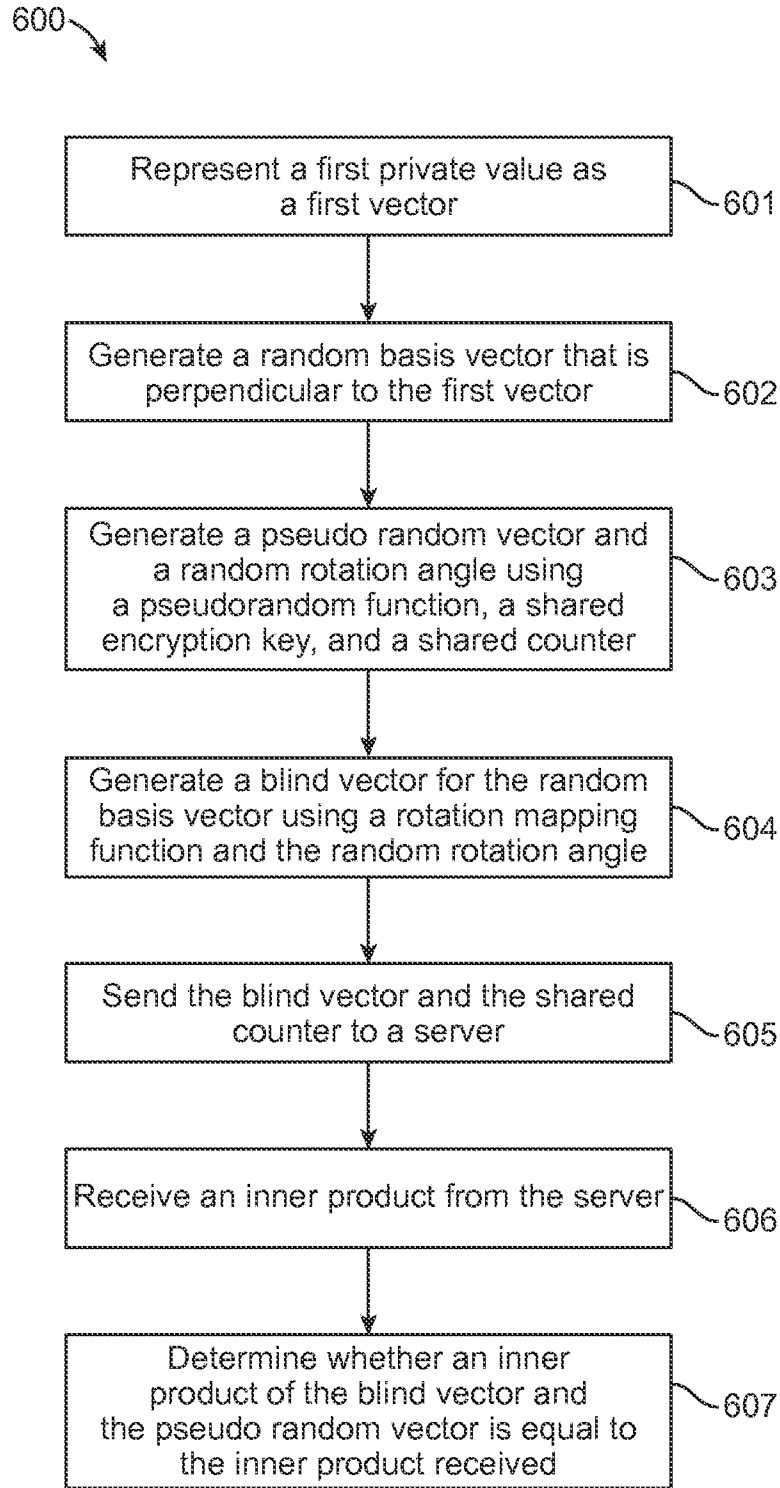 600
Represent a first private value as
a first vector
601
Generate a random basis vector that is
perpendicular to the first vector
602
Generate a pseudo random vector and
a random rotation angle using
a pseudorandom function, a shared
encryption key, and a shared counter
603
Generate a blind vector for the random
basis vector using a rotation mapping
function and the random rotation angle
604
Send the blind vector and the shared
counter to a server
605
Receive an inner product from the server
606
Determine whether an inner
product of the blind vector and
the pseudo random vector is equal to
the inner product received
607